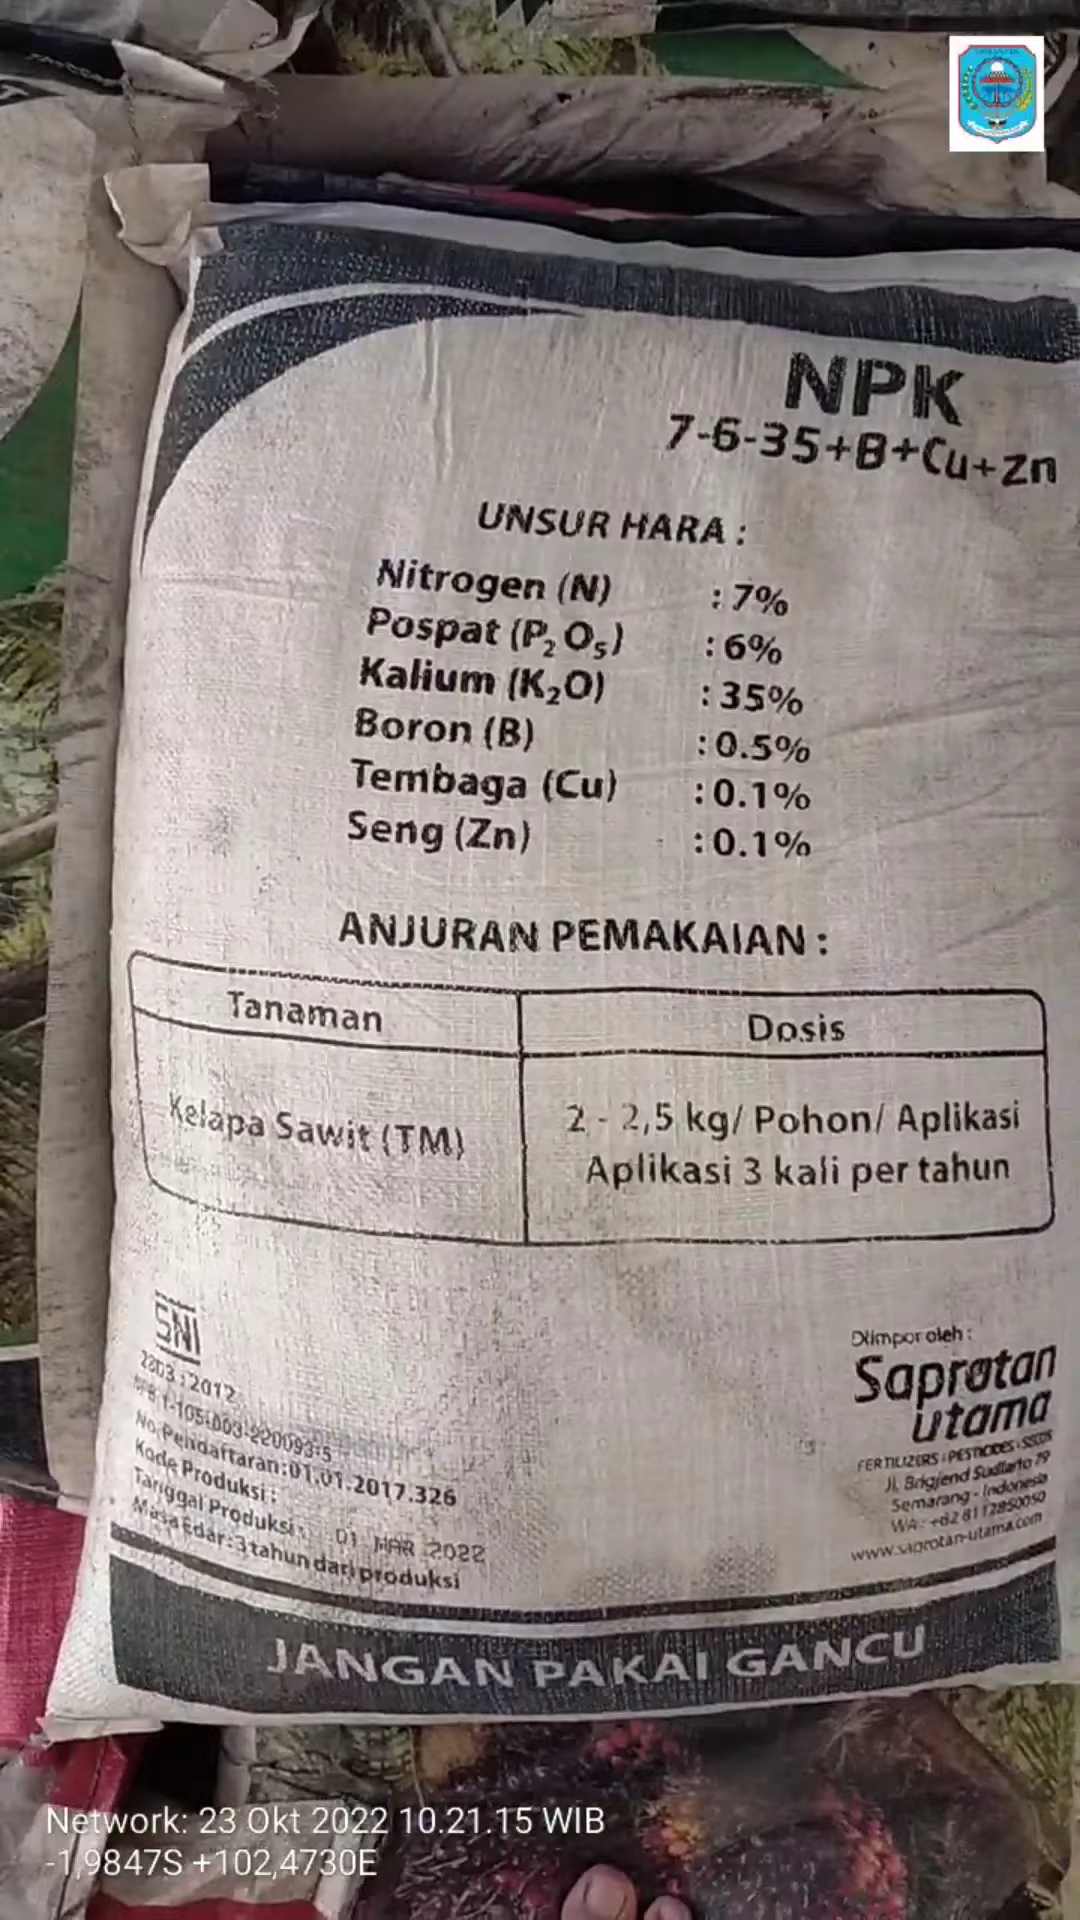 NPK
7-6-35+B+Cu+Zn
UNSUR HARA :
Nitrogen (N) : 7%
Pospat (P₂O₅) : 6%
Kalium (K₂O) : 35%
Boron (B) : 0.5%
Tembaga (Cu) : 0.1%
Seng (Zn) : 0.1%
ANJURAN PEMAKAIAN :
Tanaman Dosis
Kelapa Sawit (TM) 2 - 2,5 kg/ Pohon/ Aplikasi
Aplikasi 3 kali per tahun
SNI
2803 : 2012
No. Pendaftaran : 01.01.2017.326
Kode Produksi :
Tanggal Produksi : 01 MAR 2022
Masa Edar : 3 tahun dari produksi
Diimpor oleh :
Saprotan
utama
FERTILIZERS · PESTICIDES · SEEDS
Jl. Brigjend Sudiarto 79
Semarang - Indonesia
WA : +62 8112850050
www.saprotan-utama.com
JANGAN PAKAI GANCU
Network: 23 Okt 2022 10.21.15 WIB
-1,9847S +102,4730E